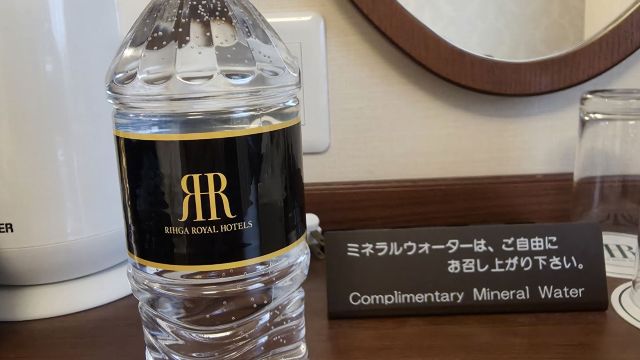 RR
RIHGA ROYAL HOTELS
ミネラルウォーターは、ご自由に
お召し上がり下さい。
Complimentary Mineral Water